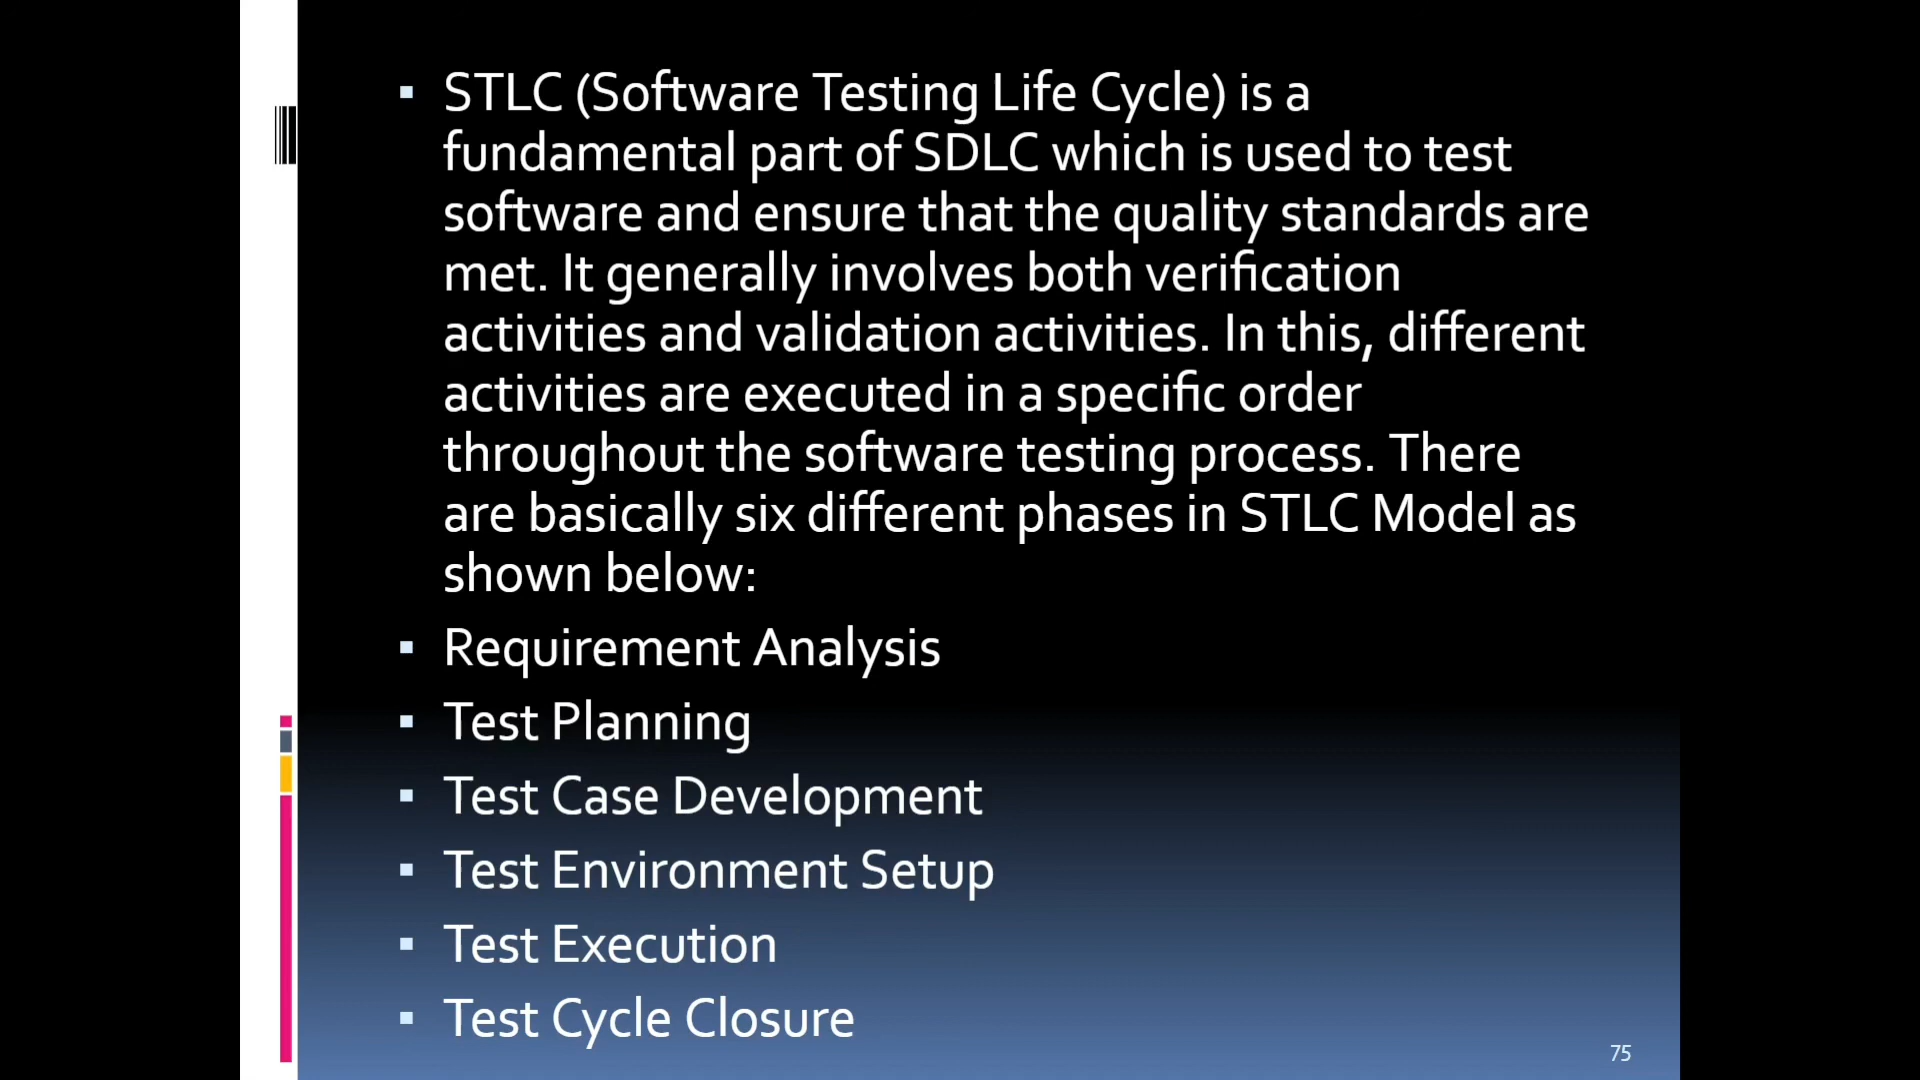 ▪ STLC (Software Testing Life Cycle) is a
fundamental part of SDLC which is used to test
software and ensure that the quality standards are
met. It generally involves both verification
activities and validation activities. In this, different
activities are executed in a specific order
throughout the software testing process. There
are basically six different phases in STLC Model as
shown below:
▪ Requirement Analysis
▪ Test Planning
▪ Test Case Development
▪ Test Environment Setup
▪ Test Execution
▪ Test Cycle Closure
75